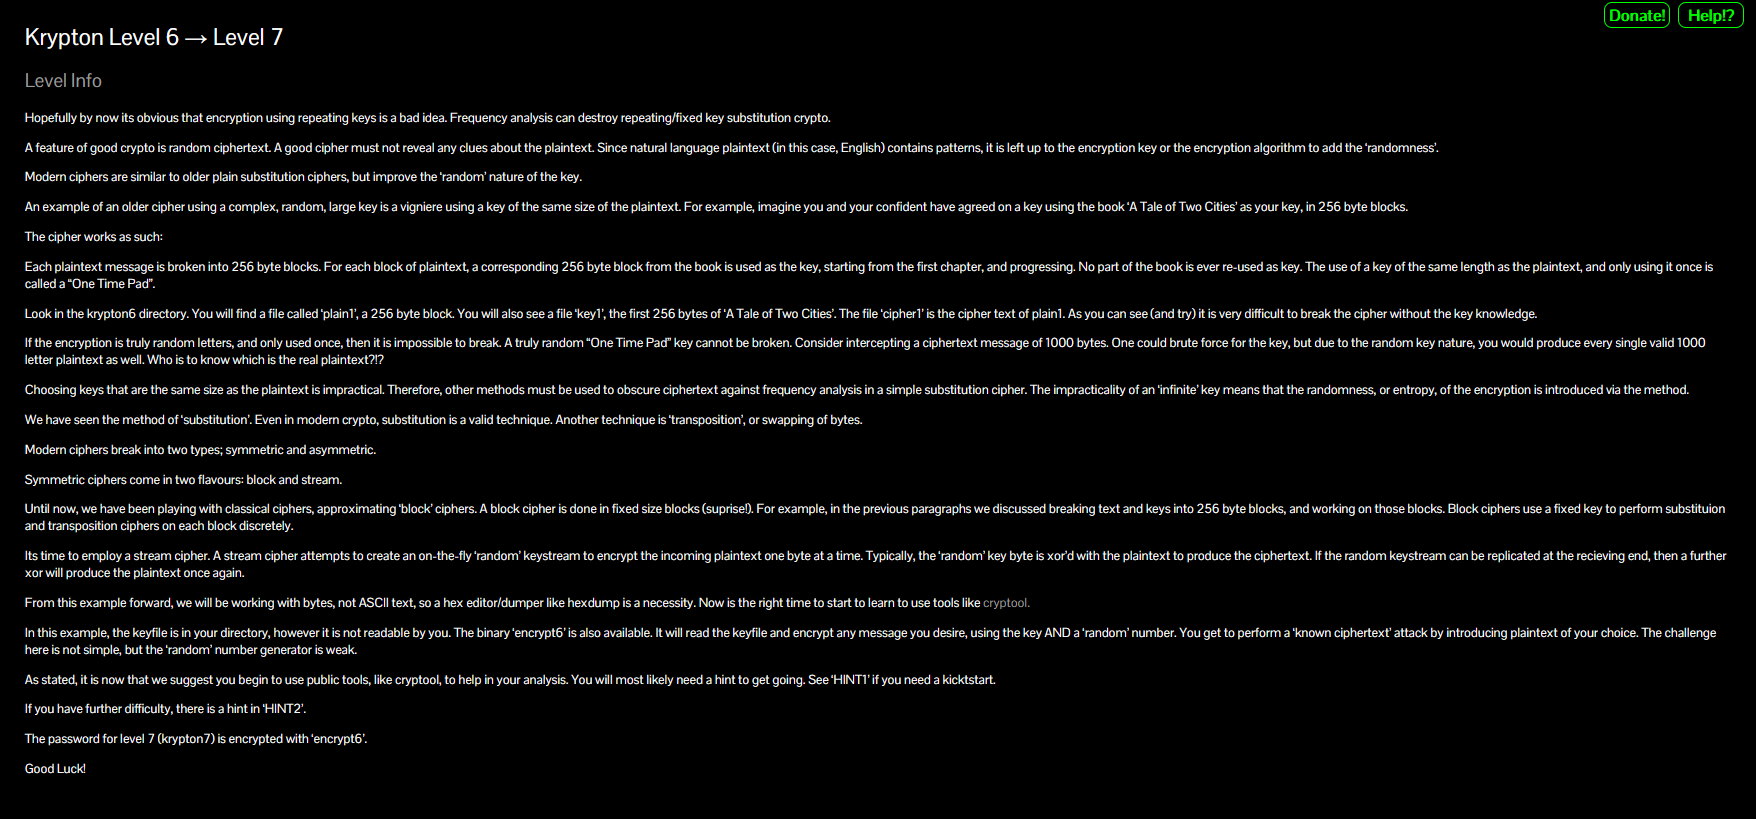 Donate! Help!?
Krypton Level 6 → Level 7
Level Info
Hopefully by now its obvious that encryption using repeating keys is a bad idea. Frequency analysis can destroy repeating/fixed key substitution crypto.
A feature of good crypto is random ciphertext. A good cipher must not reveal any clues about the plaintext. Since natural language plaintext (in this case, English) contains patterns, it is left up to the encryption key or the encryption algorithm to add the ‘randomness’.
Modern ciphers are similar to older plain substitution ciphers, but improve the ‘random’ nature of the key.
An example of an older cipher using a complex, random, large key is a vigniere using a key of the same size of the plaintext. For example, imagine you and your confident have agreed on a key using the book ‘A Tale of Two Cities’ as your key, in 256 byte blocks.
The cipher works as such:
Each plaintext message is broken into 256 byte blocks. For each block of plaintext, a corresponding 256 byte block from the book is used as the key, starting from the first chapter, and progressing. No part of the book is ever re-used as key. The use of a key of the same length as the plaintext, and only using it once is
called a “One Time Pad”.
Look in the krypton6 directory. You will find a file called ‘plain1’, a 256 byte block. You will also see a file ‘key1’, the first 256 bytes of ‘A Tale of Two Cities’. The file ‘cipher1’ is the cipher text of plain1. As you can see (and try) it is very difficult to break the cipher without the key knowledge.
If the encryption is truly random letters, and only used once, then it is impossible to break. A truly random “One Time Pad” key cannot be broken. Consider intercepting a ciphertext message of 1000 bytes. One could brute force for the key, but due to the random key nature, you would produce every single valid 1000
letter plaintext as well. Who is to know which is the real plaintext?!?
Choosing keys that are the same size as the plaintext is impractical. Therefore, other methods must be used to obscure ciphertext against frequency analysis in a simple substitution cipher. The impracticality of an ‘infinite’ key means that the randomness, or entropy, of the encryption is introduced via the method.
We have seen the method of ‘substitution’. Even in modern crypto, substitution is a valid technique. Another technique is ‘transposition’, or swapping of bytes.
Modern ciphers break into two types; symmetric and asymmetric.
Symmetric ciphers come in two flavours: block and stream.
Until now, we have been playing with classical ciphers, approximating ‘block’ ciphers. A block cipher is done in fixed size blocks (suprise!). For example, in the previous paragraphs we discussed breaking text and keys into 256 byte blocks, and working on those blocks. Block ciphers use a fixed key to perform substituion
and transposition ciphers on each block discretely.
Its time to employ a stream cipher. A stream cipher attempts to create an on-the-fly ‘random’ keystream to encrypt the incoming plaintext one byte at a time. Typically, the ‘random’ key byte is xor’d with the plaintext to produce the ciphertext. If the random keystream can be replicated at the recieving end, then a further
xor will produce the plaintext once again.
From this example forward, we will be working with bytes, not ASCII text, so a hex editor/dumper like hexdump is a necessity. Now is the right time to start to learn to use tools like cryptool.
In this example, the keyfile is in your directory, however it is not readable by you. The binary ‘encrypt6’ is also available. It will read the keyfile and encrypt any message you desire, using the key AND a ‘random’ number. You get to perform a ‘known ciphertext’ attack by introducing plaintext of your choice. The challenge
here is not simple, but the ‘random’ number generator is weak.
As stated, it is now that we suggest you begin to use public tools, like cryptool, to help in your analysis. You will most likely need a hint to get going. See ‘HINT1’ if you need a kicktstart.
If you have further difficulty, there is a hint in ‘HINT2’.
The password for level 7 (krypton7) is encrypted with ‘encrypt6’.
Good Luck!